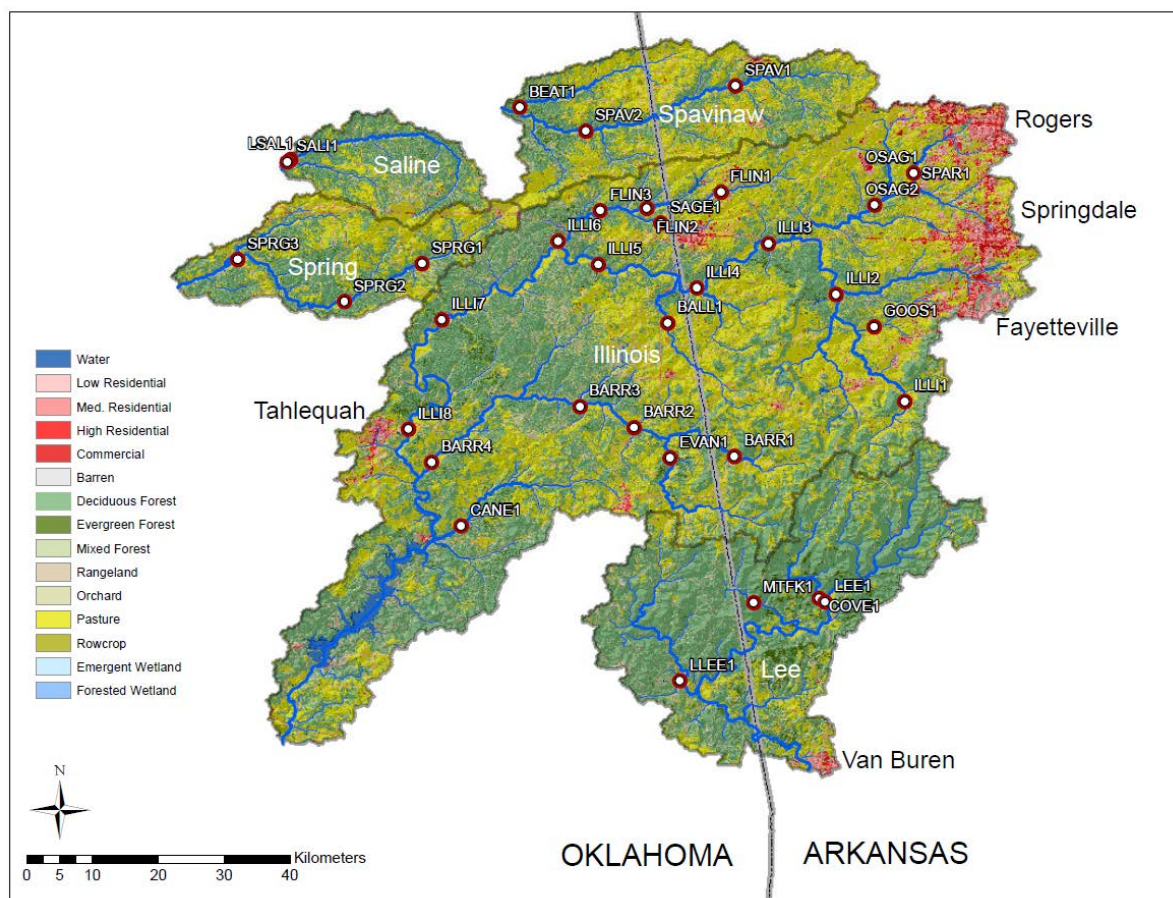 SPAV1
BEAT1
SPAV2
Spavinaw
Rogers
LSAL1
SALI1
Saline
OSAG1
SPAR1
FLIN1
OSAG2
FLIN3
SAGE1
Springdale
FLIN2
ILLI6
ILLI3
SPRG3
SPRG1
Spring
ILLI5
SPRG2
ILLI4
ILLI2
ILLI7
BALL1
GOOS1
Fayetteville
Illinois
BARR3
ILLI1
Tahlequah
ILLI8
BARR2
BARR4
EVAN1
BARR1
CANE1
MTFK1
LEE1
COVE1
LLEE1
Lee
Van Buren
Water
Low Residential
Med. Residential
High Residential
Commercial
Barren
Deciduous Forest
Evergreen Forest
Mixed Forest
Rangeland
Orchard
Pasture
Rowcrop
Emergent Wetland
Forested Wetland
N
Kilometers
0 5 10 20 30 40
OKLAHOMA
ARKANSAS